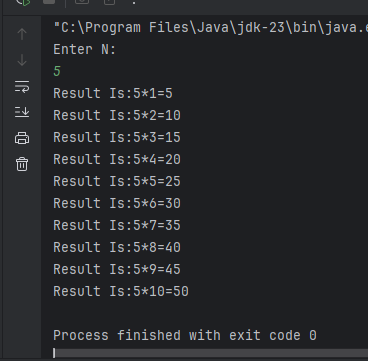 "C:\Program Files\Java\jdk-23\bin\java.e
Enter N:
5
Result Is:5*1=5
Result Is:5*2=10
Result Is:5*3=15
Result Is:5*4=20
Result Is:5*5=25
Result Is:5*6=30
Result Is:5*7=35
Result Is:5*8=40
Result Is:5*9=45
Result Is:5*10=50
Process finished with exit code 0